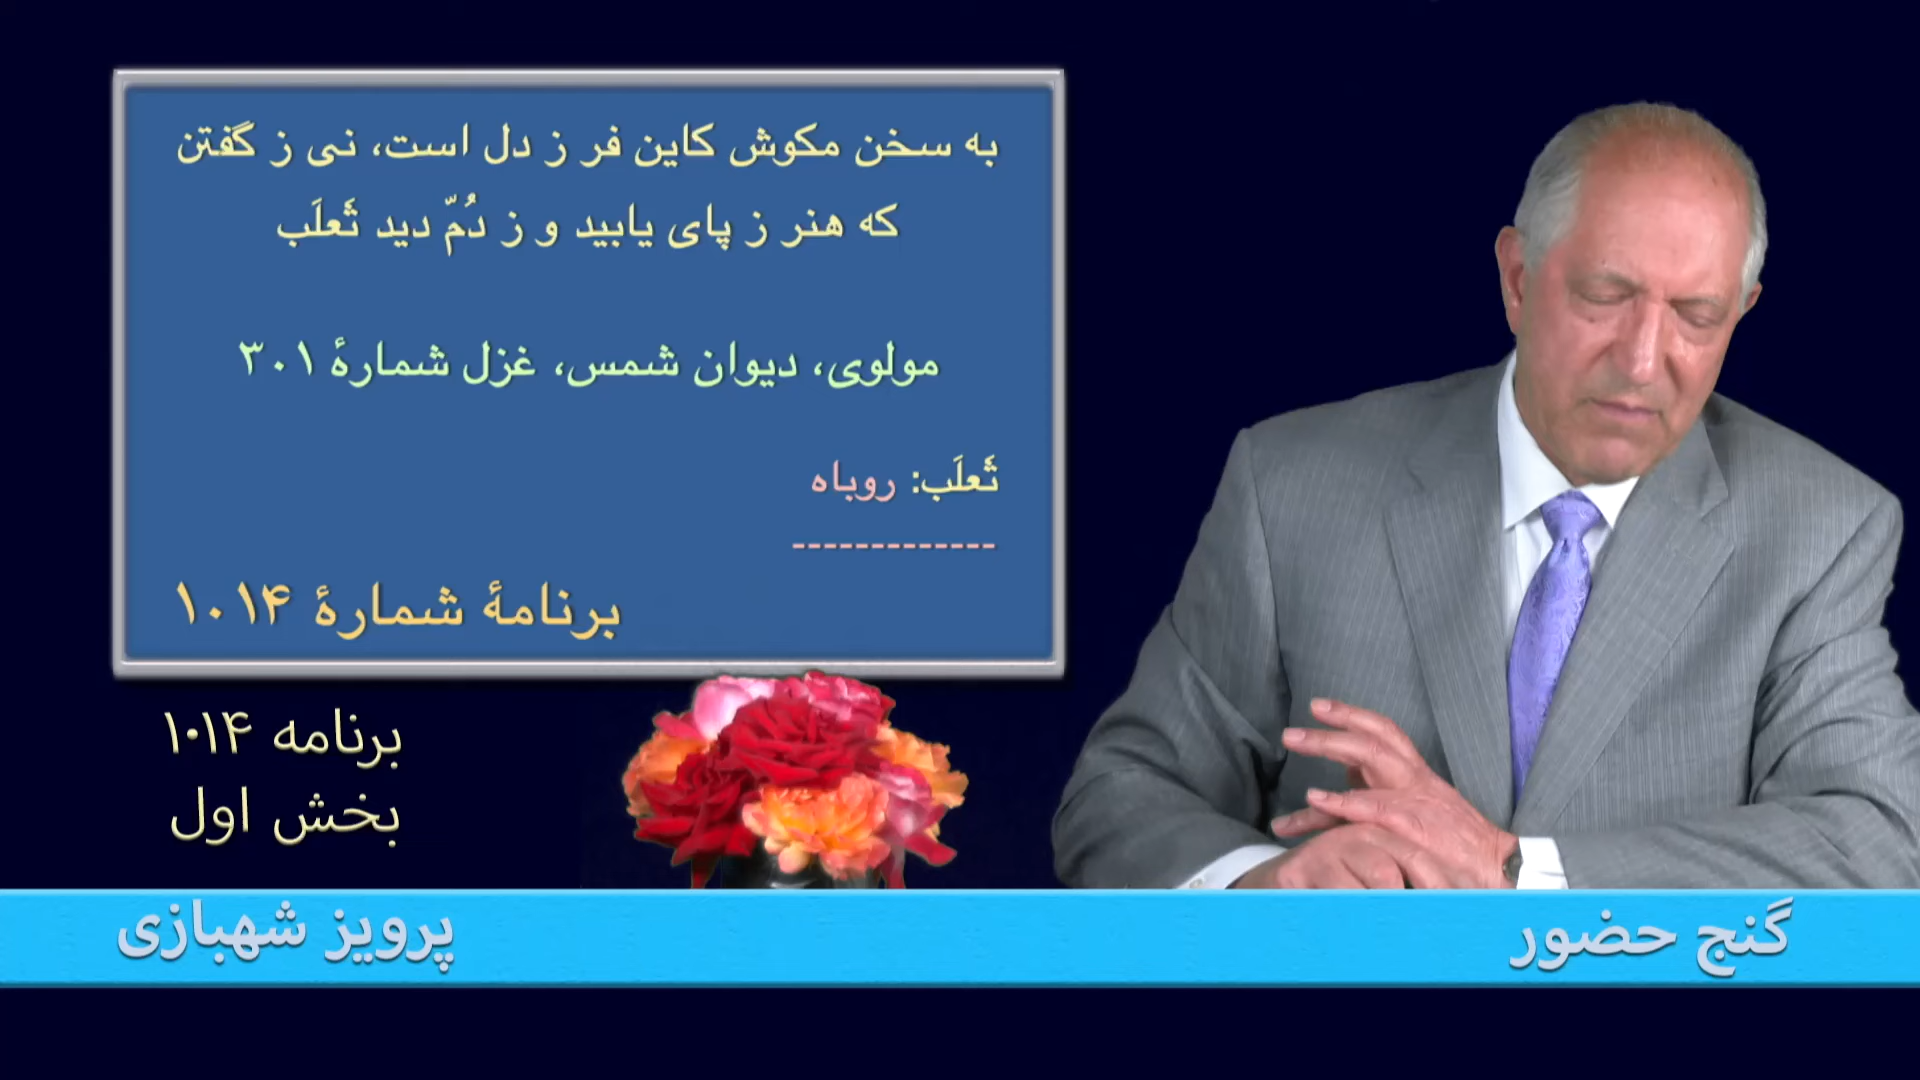 به سخن مکوش کاین فر ز دل است، نی ز گفتن
که هنر ز پای یابید و ز دُمّ دید ثَعلَب
مولوی، دیوان شمس، غزل شمارهٔ ۳۰۱
ثَعلَب: روباه
-------------
برنامهٔ شمارهٔ ۱۰۱۴
برنامه ۱۰۱۴
بخش اول
گنج حضور
پرویز شهبازی